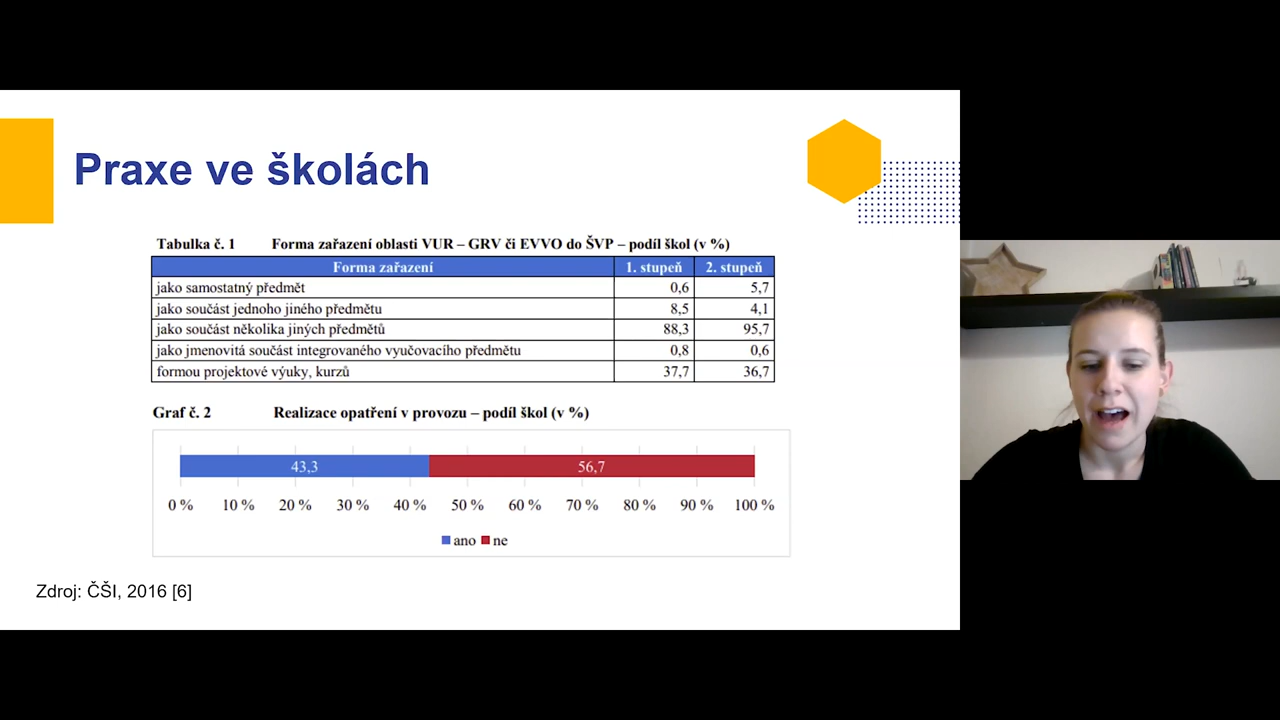 Praxe ve školách
Tabulka č. 1 Forma zařazení oblasti VUR – GRV či EVVO do ŠVP – podíl škol (v %)
Forma zařazení 1. stupeň 2. stupeň
jako samostatný předmět 0,6 5,7
jako součást jednoho jiného předmětu 8,5 4,1
jako součást několika jiných předmětů 88,3 95,7
jako jmenovitá součást integrovaného vyučovacího předmětu 0,8 0,6
formou projektové výuky, kurzů 37,7 36,7
Graf č. 2 Realizace opatření v provozu – podíl škol (v %)
43,3 56,7
0 % 10 % 20 % 30 % 40 % 50 % 60 % 70 % 80 % 90 % 100 %
ano ne
Zdroj: ČŠI, 2016 [6]